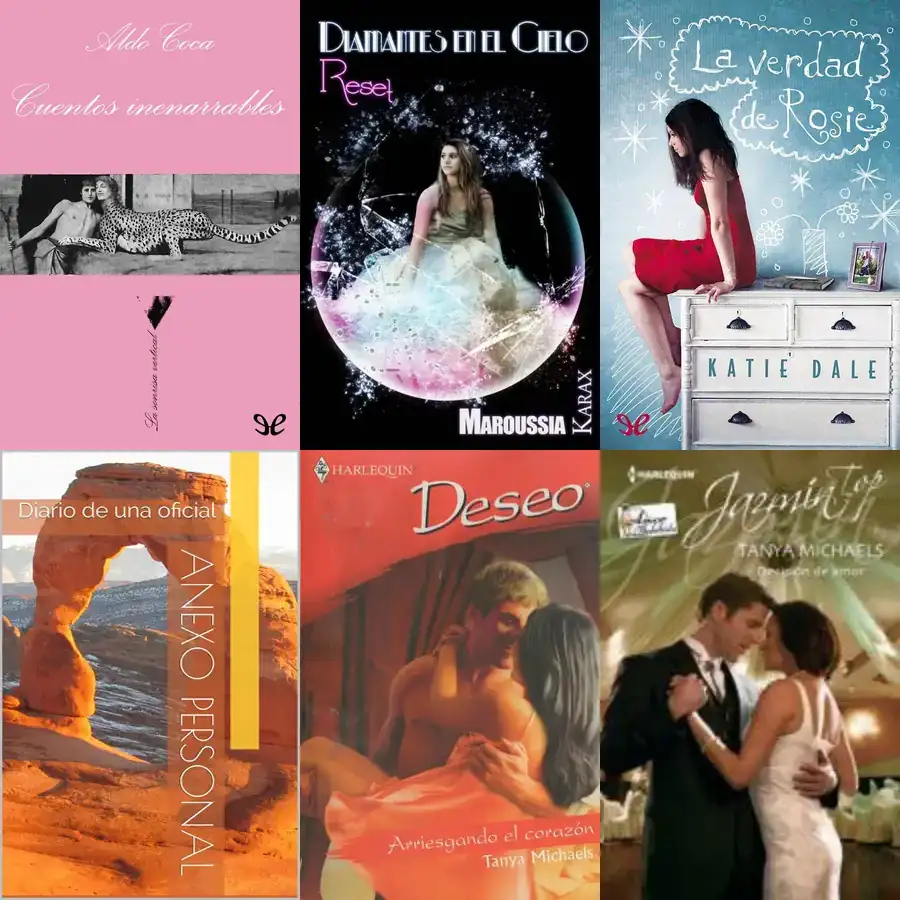 Aldo Coca
Cuentos inenarrables
La sonrisa vertical
DIAMANTES EN EL CIELO
Reset
MAROUSSIA
KARAX
La verdad
de Rosie
KATIE DALE
Diario de una oficial
ANEXO PERSONAL
HARLEQUIN
Deseo
Arriesgando el corazón
Tanya Michaels
HARLEQUIN
Jazmín Top
TANYA MICHAELS
Decisión de amor